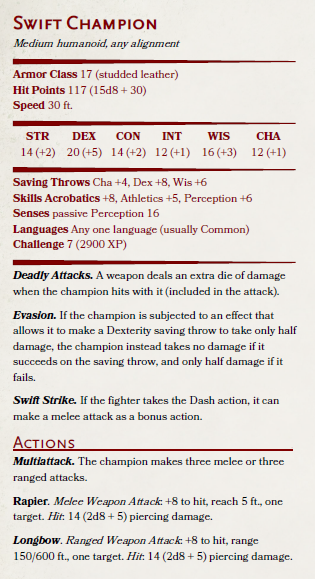 Swift Champion
Medium humanoid, any alignment
Armor Class 17 (studded leather)
Hit Points 117 (15d8 + 30)
Speed 30 ft.
STR DEX CON INT WIS CHA
14 (+2) 20 (+5) 14 (+2) 12 (+1) 16 (+3) 12 (+1)
Saving Throws Cha +4, Dex +8, Wis +6
Skills Acrobatics +8, Athletics +5, Perception +6
Senses passive Perception 16
Languages Any one language (usually Common)
Challenge 7 (2900 XP)
Deadly Attacks. A weapon deals an extra die of damage
when the champion hits with it (included in the attack).
Evasion. If the champion is subjected to an effect that
allows it to make a Dexterity saving throw to take only half
damage, the champion instead takes no damage if it
succeeds on the saving throw, and only half damage if it
fails.
Swift Strike. If the fighter takes the Dash action, it can
make a melee attack as a bonus action.
Actions
Multiattack. The champion makes three melee or three
ranged attacks.
Rapier. Melee Weapon Attack: +8 to hit, reach 5 ft., one
target. Hit: 14 (2d8 + 5) piercing damage.
Longbow. Ranged Weapon Attack: +8 to hit, range
150/600 ft., one target. Hit: 14 (2d8 + 5) piercing damage.